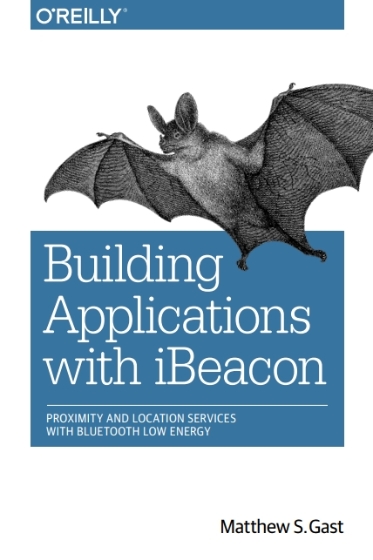 O'REILLY®
Building
Applications
with iBeacon
PROXIMITY AND LOCATION SERVICES
WITH BLUETOOTH LOW ENERGY
Matthew S. Gast